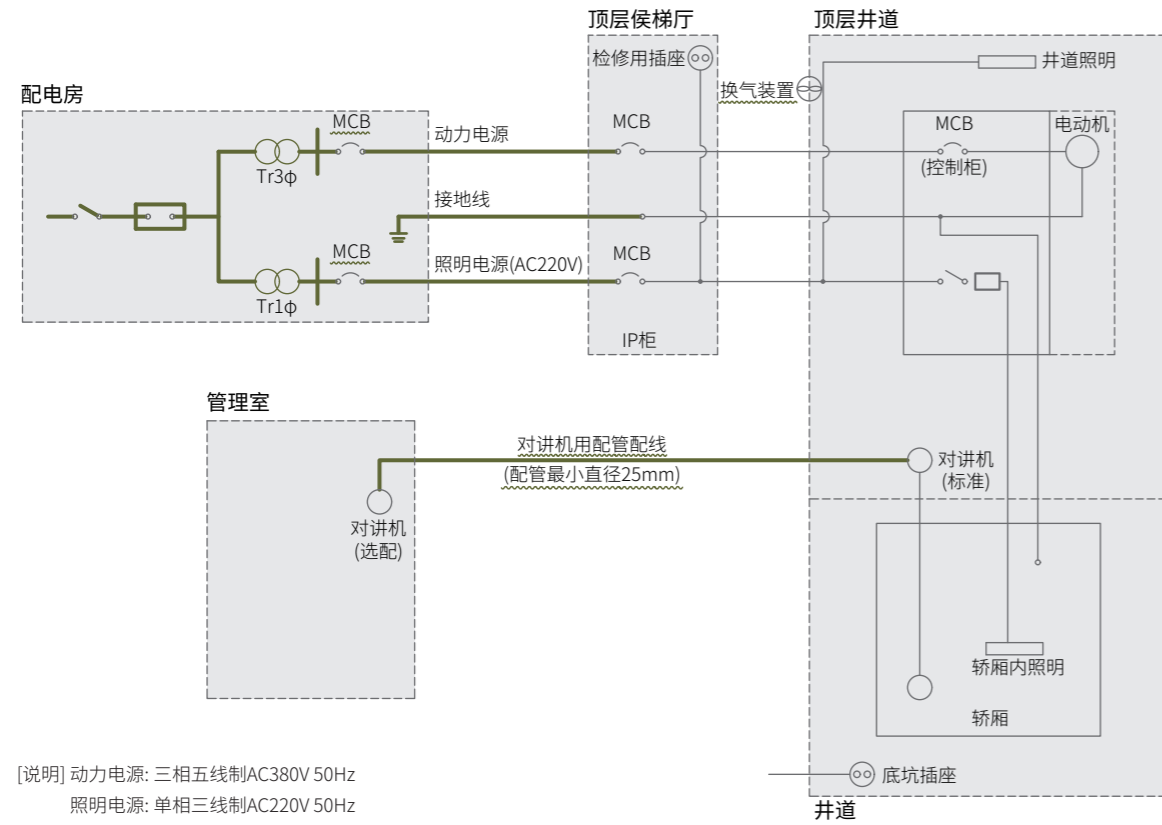 顶层侯梯厅
顶层井道
检修用插座
井道照明
换气装置
配电房
MCB
动力电源
MCB
MCB
电动机
(控制柜)
Tr3φ
接地线
MCB
照明电源(AC220V)
MCB
Tr1φ
IP柜
管理室
对讲机用配管配线
(配管最小直径25mm)
对讲机
(标准)
对讲机
(选配)
轿厢内照明
轿厢
[说明] 动力电源: 三相五线制AC380V 50Hz
照明电源: 单相三线制AC220V 50Hz
底坑插座
井道